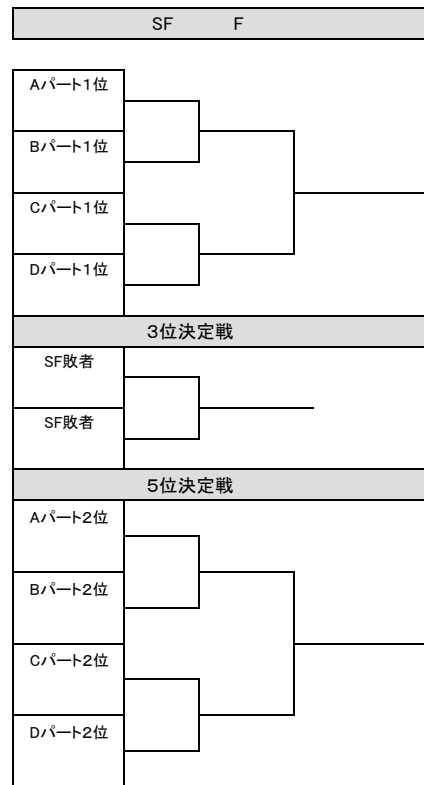 SF F
Aパート1位
Bパート1位
Cパート1位
Dパート1位
3位決定戦
SF敗者
SF敗者
5位決定戦
Aパート2位
Bパート2位
Cパート2位
Dパート2位